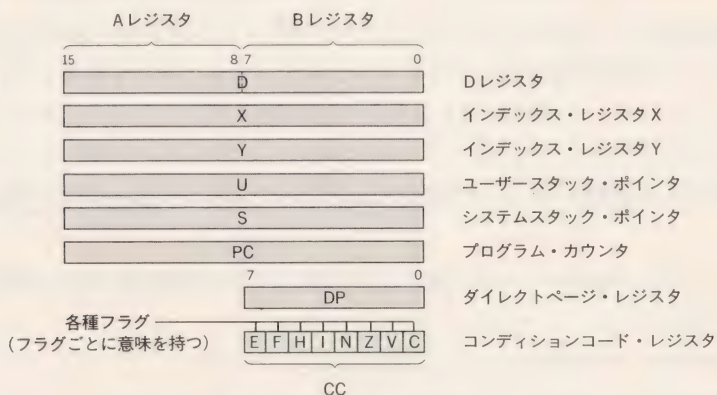 Aレジスタ Bレジスタ
15 8 7 0
D Dレジスタ
X インデックス・レジスタX
Y インデックス・レジスタY
U ユーザースタック・ポインタ
S システムスタック・ポインタ
PC プログラム・カウンタ
7 0
DP ダイレクトページ・レジスタ
各種フラグ
(フラグごとに意味を持つ) E F H I N Z V C コンディションコード・レジスタ
CC